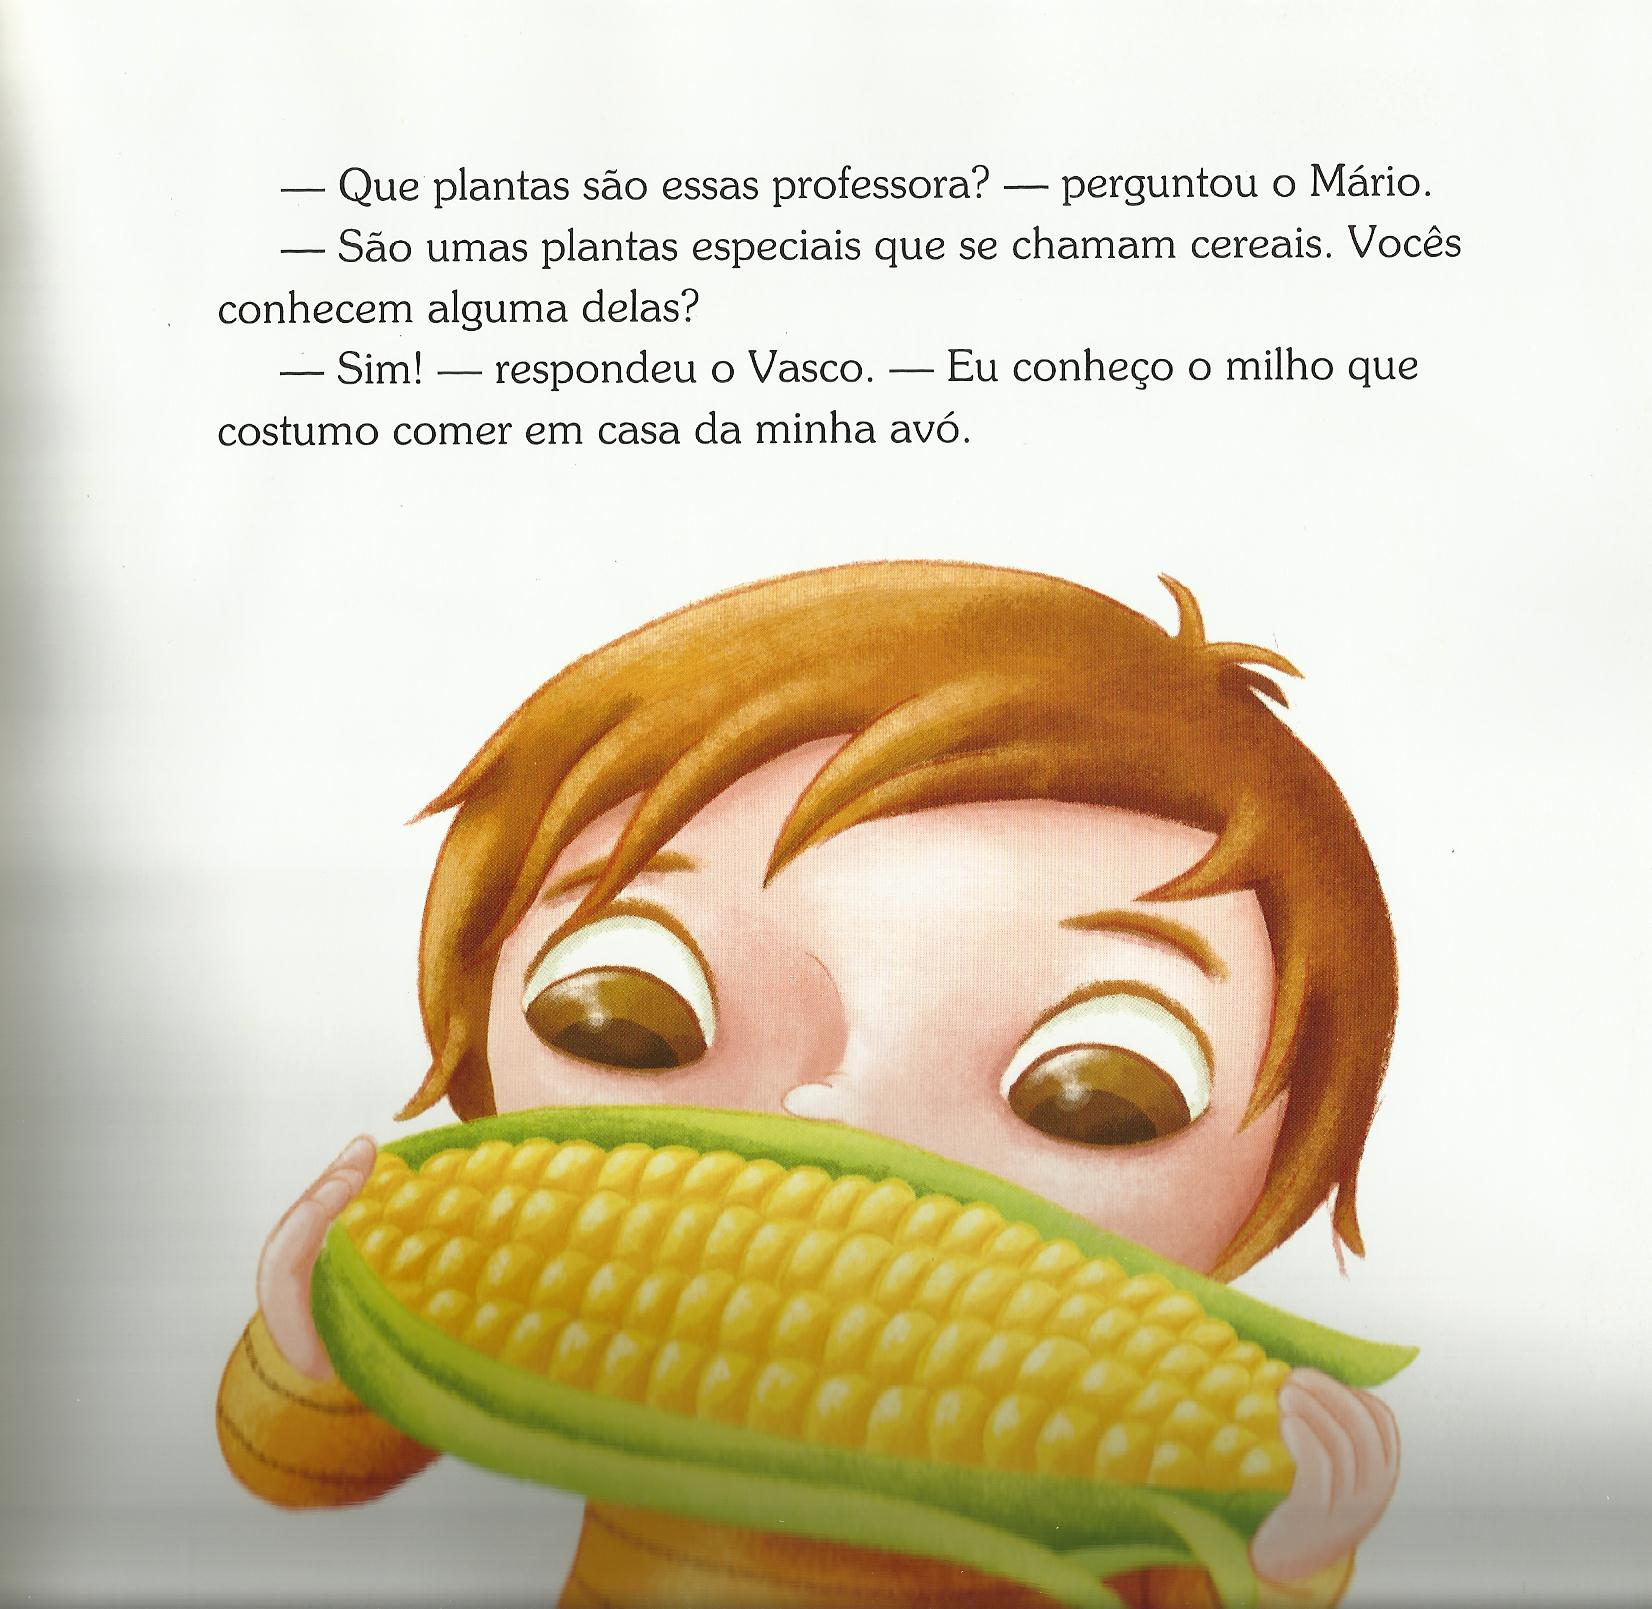 — Que plantas são essas professora? — perguntou o Mário.
— São umas plantas especiais que se chamam cereais. Vocês
conhecem alguma delas?
— Sim! — respondeu o Vasco. — Eu conheço o milho que
costumo comer em casa da minha avó.